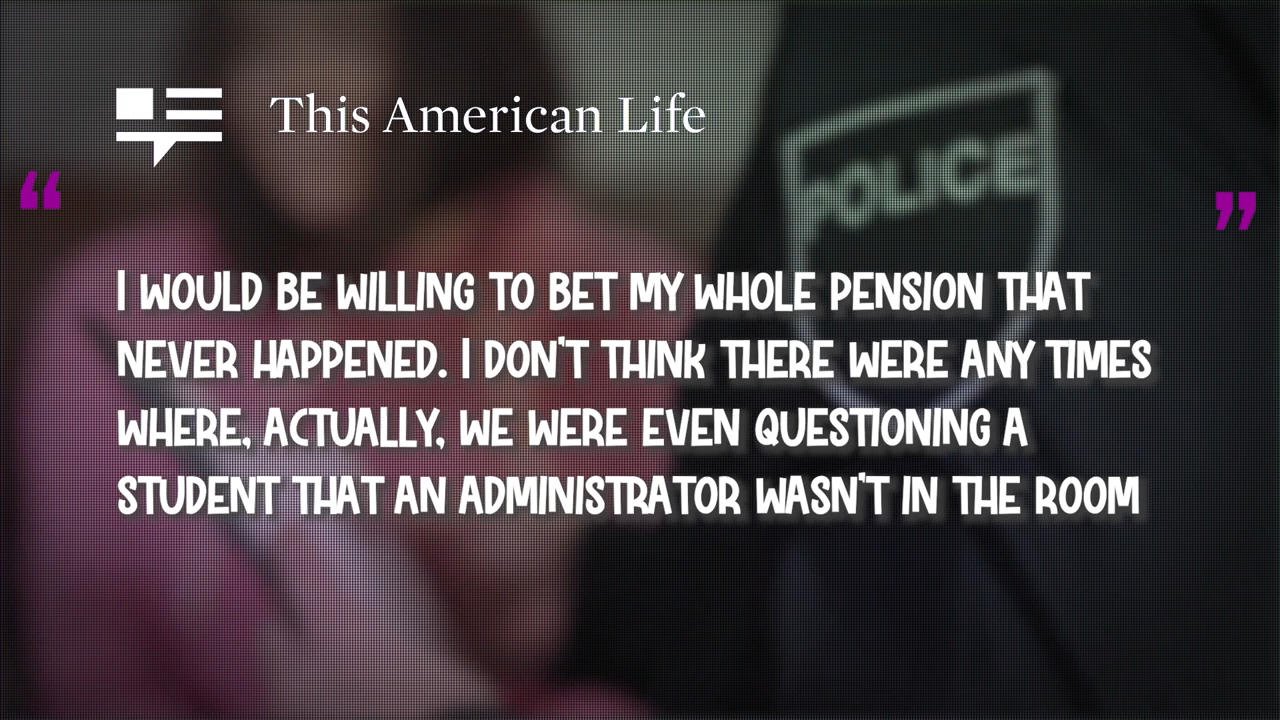 This American Life
POLICE
“ ”
I WOULD BE WILLING TO BET MY WHOLE PENSION THAT
NEVER HAPPENED. I DON'T THINK THERE WERE ANY TIMES
WHERE, ACTUALLY, WE WERE EVEN QUESTIONING A
STUDENT THAT AN ADMINISTRATOR WASN'T IN THE ROOM